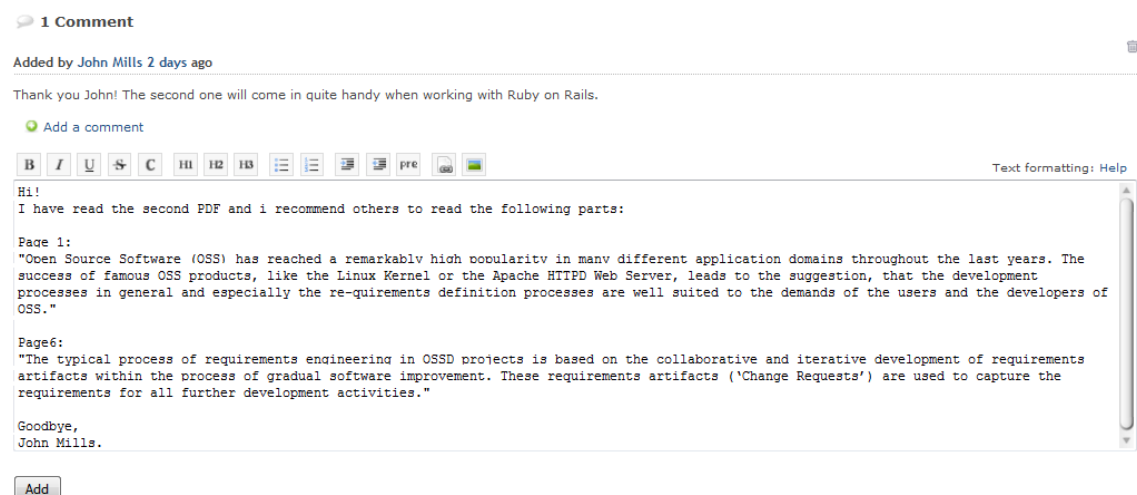 1 Comment
Added by John Mills 2 days ago
Thank you John! The second one will come in quite handy when working with Ruby on Rails.
Add a comment
B I U S C H1 H2 H3 pre
Text formatting: Help
Hi!
I have read the second PDF and i recommend others to read the following parts:
Page 1:
"Open Source Software (OSS) has reached a remarkably high popularity in many different application domains throughout the last years. The
success of famous OSS products, like the Linux Kernel or the Apache HTTPD Web Server, leads to the suggestion, that the development
processes in general and especially the re-quirements definition processes are well suited to the demands of the users and the developers of
OSS."
Page6:
"The typical process of requirements engineering in OSSD projects is based on the collaborative and iterative development of requirements
artifacts within the process of gradual software improvement. These requirements artifacts (‘Change Requests’) are used to capture the
requirements for all further development activities."
Goodbye,
John Mills.
Add